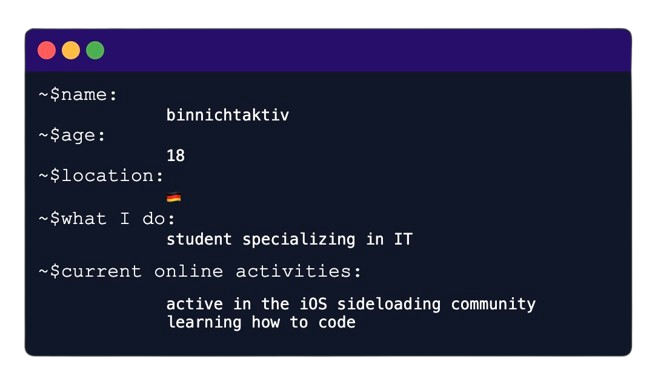 ~$name:
binnichtaktiv
~$age:
18
~$location:
🇩🇪
~$what I do:
student specializing in IT
~$current online activities:
active in the iOS sideloading community
learning how to code